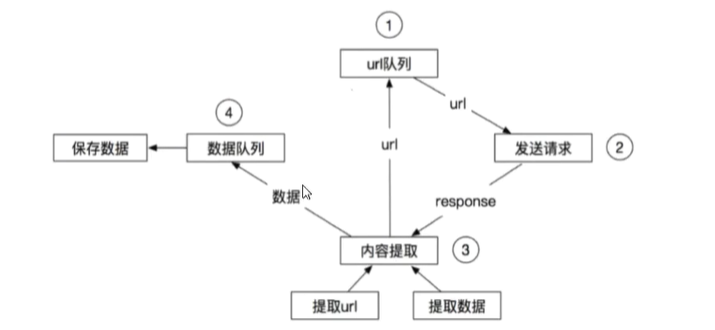 ①
url队列
url
④
保存数据
数据队列
url
发送请求
②
数据
response
内容提取
③
提取url
提取数据